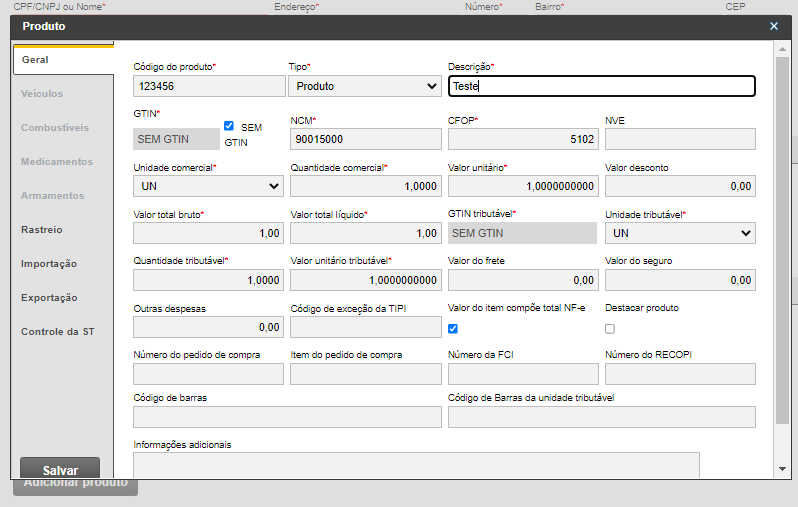 CPF/CNPJ ou Nome* Endereço* Número* Bairro* CEP
Produto ×
Geral
Veículos
Combustíveis
Medicamentos
Armamentos
Rastreio
Importação
Exportação
Controle da ST
Salvar
Código do produto* Tipo* Descrição*
123456 Produto Teste
GTIN* NCM* CFOP* NVE
SEM GTIN SEM GTIN 90015000 5102
Unidade comercial* Quantidade comercial* Valor unitário* Valor desconto
UN 1,0000 1,0000000000 0,00
Valor total bruto* Valor total líquido* GTIN tributável* Unidade tributável*
1,00 1,00 SEM GTIN UN
Quantidade tributável* Valor unitário tributável* Valor do frete Valor do seguro
1,0000 1,0000000000 0,00 0,00
Outras despesas Código de exceção da TIPI Valor do item compõe total NF-e Destacar produto
0,00
Número do pedido de compra Item do pedido de compra Número da FCI Número do RECOPI
Código de barras Código de Barras da unidade tributável
Informações adicionais
Adicionar produto